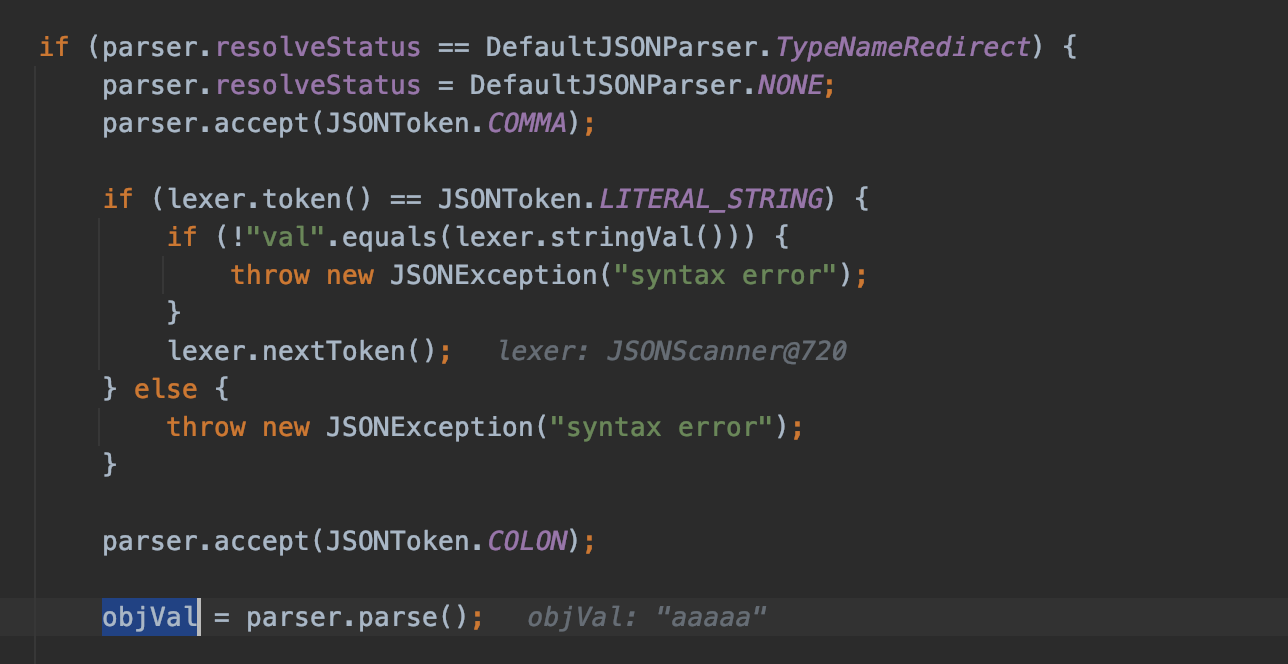 if (parser.resolveStatus == DefaultJSONParser.TypeNameRedirect) {
parser.resolveStatus = DefaultJSONParser.NONE;
parser.accept(JSONToken.COMMA);
if (lexer.token() == JSONToken.LITERAL_STRING) {
if (!"val".equals(lexer.stringVal())) {
throw new JSONException("syntax error");
}
lexer.nextToken(); lexer: JSONScanner@720
} else {
throw new JSONException("syntax error");
}
parser.accept(JSONToken.COLON);
objVal = parser.parse(); objVal: "aaaaa"